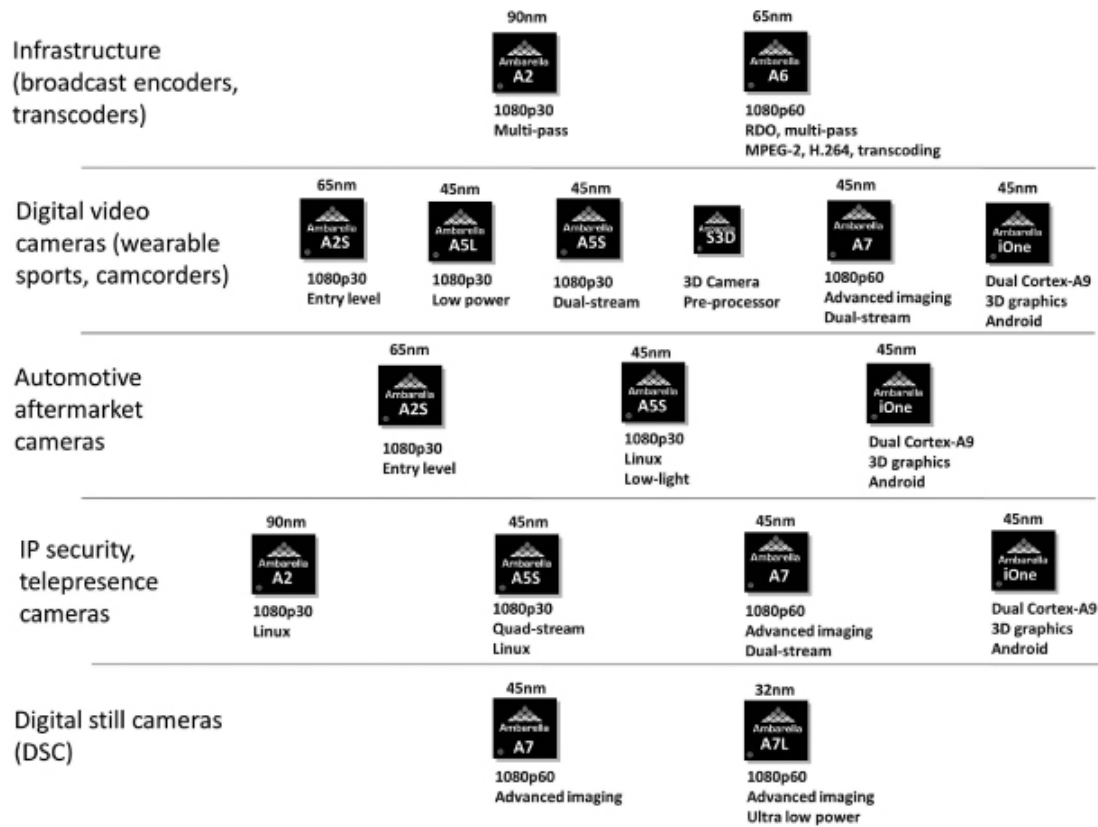 Infrastructure
(broadcast encoders,
transcoders)
90nm
Ambarella
A2
1080p30
Multi-pass
65nm
Ambarella
A6
1080p60
RDO, multi-pass
MPEG-2, H.264, transcoding
Digital video
cameras (wearable
sports, camcorders)
65nm
Ambarella
A2S
1080p30
Entry level
45nm
Ambarella
A5L
1080p30
Low power
45nm
Ambarella
A5S
1080p30
Dual-stream
Ambarella
S3D
3D Camera
Pre-processor
45nm
Ambarella
A7
1080p60
Advanced imaging
Dual-stream
45nm
Ambarella
iOne
Dual Cortex-A9
3D graphics
Android
Automotive
aftermarket
cameras
65nm
Ambarella
A2S
1080p30
Entry level
45nm
Ambarella
A5S
1080p30
Linux
Low-light
45nm
Ambarella
iOne
Dual Cortex-A9
3D graphics
Android
IP security,
telepresence
cameras
90nm
Ambarella
A2
1080p30
Linux
45nm
Ambarella
A5S
1080p30
Quad-stream
Linux
45nm
Ambarella
A7
1080p60
Advanced imaging
Dual-stream
45nm
Ambarella
iOne
Dual Cortex-A9
3D graphics
Android
Digital still cameras
(DSC)
45nm
Ambarella
A7
1080p60
Advanced imaging
32nm
Ambarella
A7L
1080p60
Advanced imaging
Ultra low power